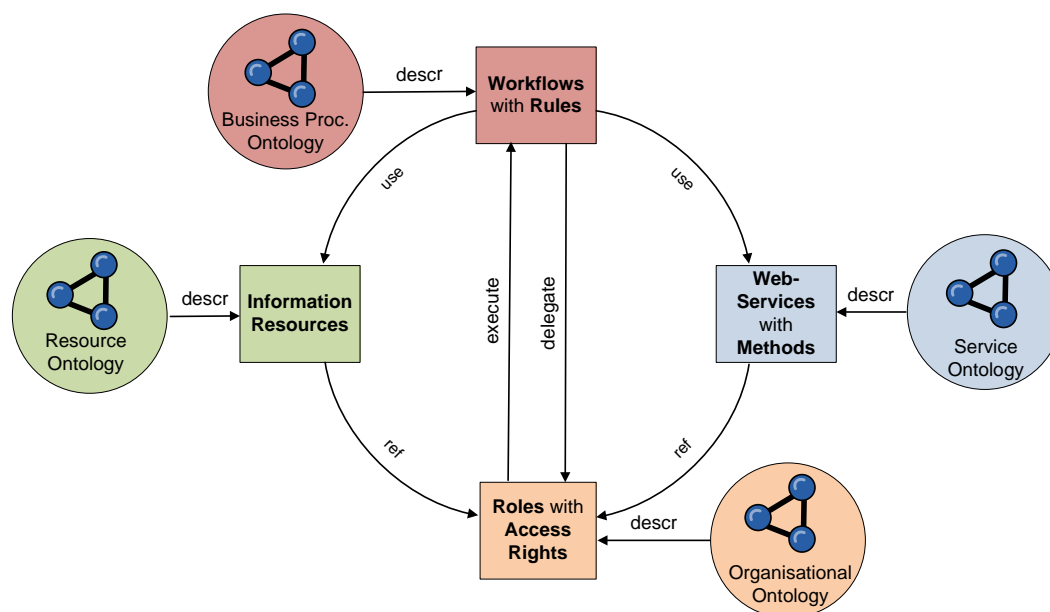 descr
Workflows
with Rules
Business Proc.
Ontology
use
use
Resource
Ontology
descr
Information
Resources
execute
delegate
Web-
Services
with
Methods
descr
Service
Ontology
ref
ref
Roles with
Access
Rights
descr
Organisational
Ontology